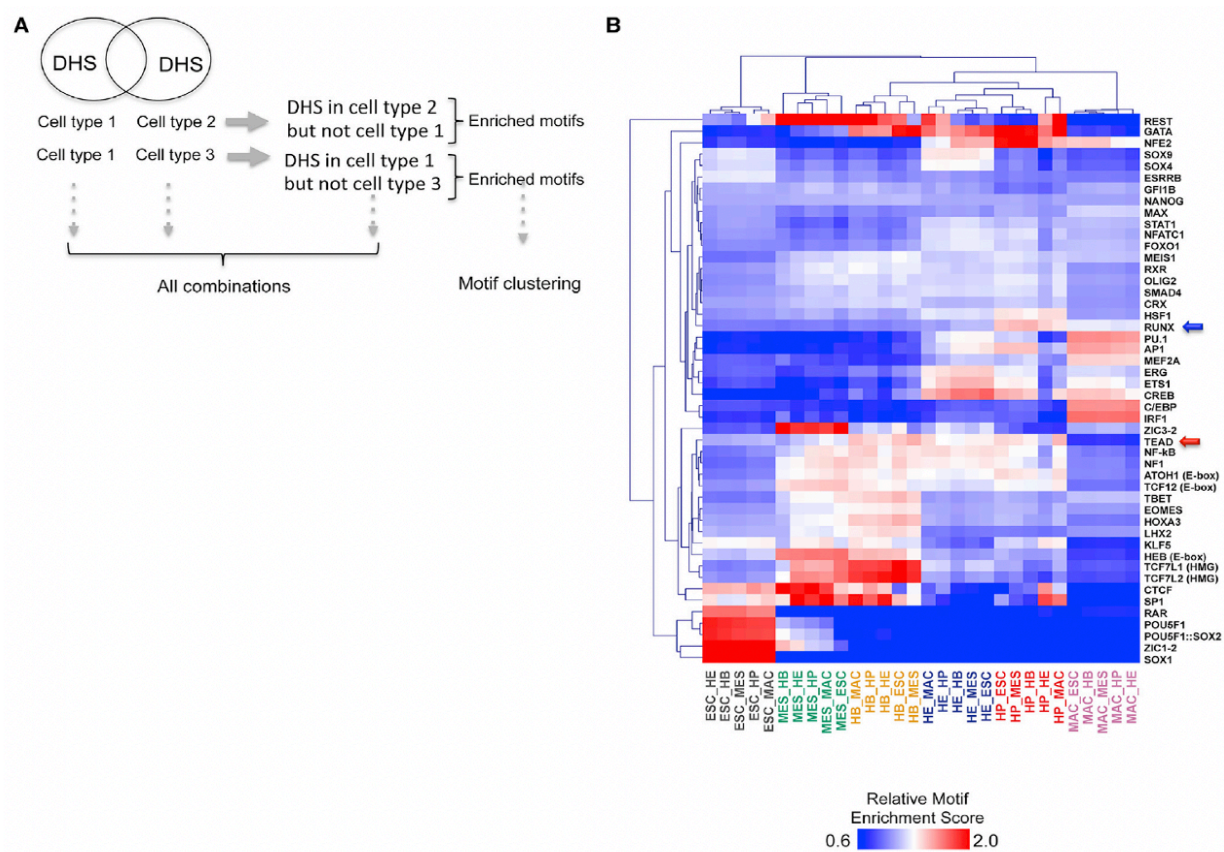 A
DHS
DHS
Cell type 1
Cell type 2
DHS in cell type 2
but not cell type 1
Enriched motifs
Cell type 1
Cell type 3
DHS in cell type 1
but not cell type 3
Enriched motifs
All combinations
Motif clustering
B
REST
GATA
NFE2
SOX9
SOX4
ESRRB
GFI1B
NANOG
MAX
STAT1
NFATC1
FOXO1
MEIS1
RXR
OLIG2
SMAD4
CRX
HSF1
RUNX
PU.1
AP1
MEF2A
ERG
ETS1
CREB
C/EBP
IRF1
ZIC3-2
TEAD
NF-kB
NF1
ATOH1 (E-box)
TCF12 (E-box)
TBET
EOMES
HOXA3
LHX2
KLF5
HEB (E-box)
TCF7L1 (HMG)
TCF7L2 (HMG)
CTCF
SP1
RAR
POU5F1
POU5F1::SOX2
ZIC1-2
SOX1
ESC_HE
ESC_HB
ESC_MES
ESC_HP
ESC_MAC
MES_HB
MES_HE
MES_HP
MES_MAC
MES_ESC
HB_MAC
HB_HP
HB_HE
HB_ESC
HB_MES
HE_MAC
HE_HP
HE_HB
HE_MES
HE_ESC
HP_ESC
HP_MES
HP_HB
HP_HE
HP_MAC
MAC_ESC
MAC_HB
MAC_MES
MAC_HP
MAC_HE
Relative Motif
Enrichment Score
0.6
2.0